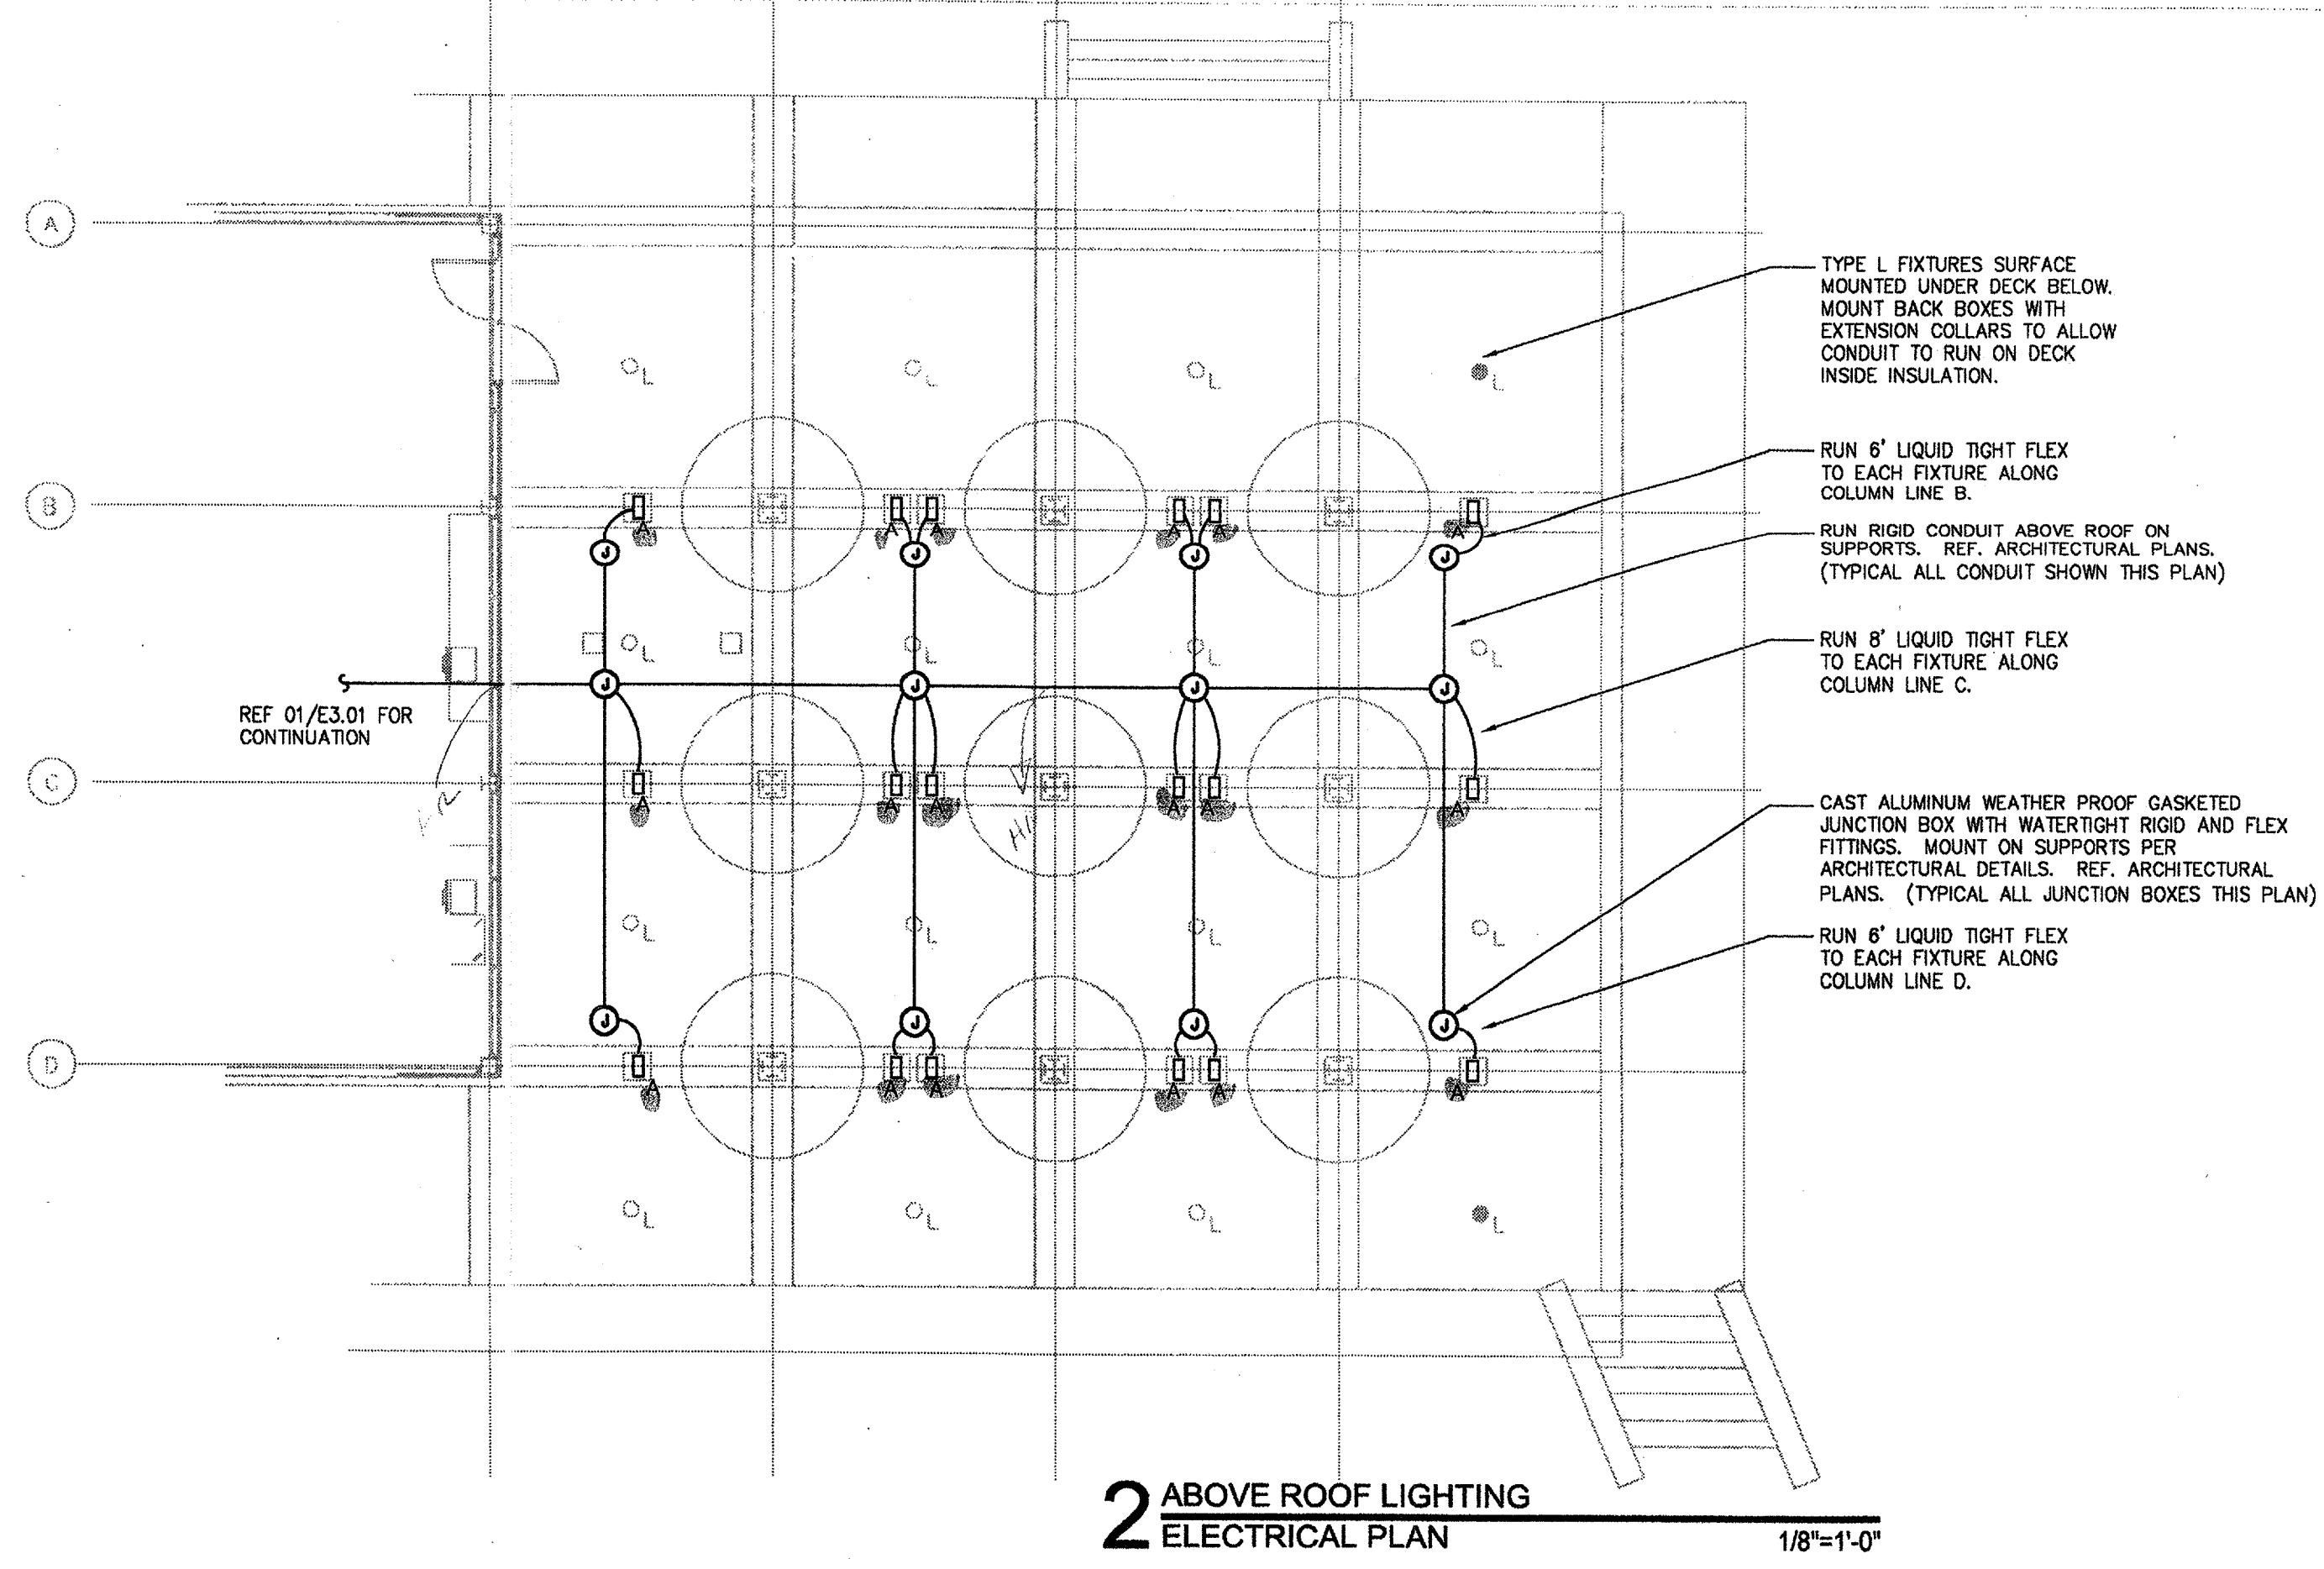 A
TYPE L FIXTURES SURFACE
MOUNTED UNDER DECK BELOW.
MOUNT BACK BOXES WITH
EXTENSION COLLARS TO ALLOW
CONDUIT TO RUN ON DECK
INSIDE INSULATION.
L L L L
B
RUN 6' LIQUID TIGHT FLEX
TO EACH FIXTURE ALONG
COLUMN LINE B.
A A A A A A
J J J J
RUN RIGID CONDUIT ABOVE ROOF ON
SUPPORTS. REF. ARCHITECTURAL PLANS.
(TYPICAL ALL CONDUIT SHOWN THIS PLAN)
L L L L
J J J J
RUN 8' LIQUID TIGHT FLEX
TO EACH FIXTURE ALONG
COLUMN LINE C.
REF 01/E3.01 FOR
CONTINUATION
C
A A A A A A
CAST ALUMINUM WEATHER PROOF GASKETED
JUNCTION BOX WITH WATERTIGHT RIGID AND FLEX
FITTINGS. MOUNT ON SUPPORTS PER
ARCHITECTURAL DETAILS. REF. ARCHITECTURAL
PLANS. (TYPICAL ALL JUNCTION BOXES THIS PLAN)
L L L L
RUN 6' LIQUID TIGHT FLEX
TO EACH FIXTURE ALONG
COLUMN LINE D.
J J J J
D
A A A A A A
L L L L
2 ABOVE ROOF LIGHTING
ELECTRICAL PLAN
1/8"=1'-0"